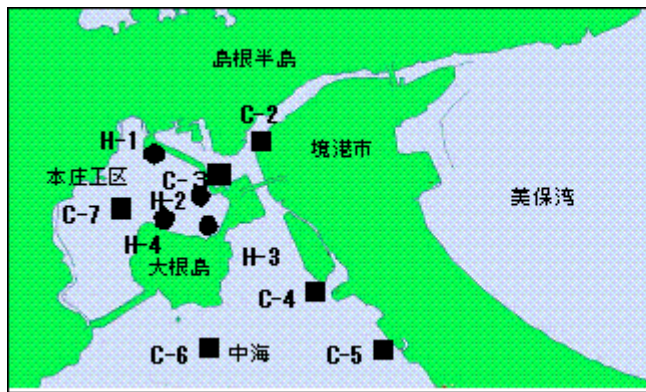 島根半島
C-2
H-1
境港市
本庄工区
C-3
美保湾
H-2
C-7
H-4
H-3
大根島
C-4
C-6
中海
C-5